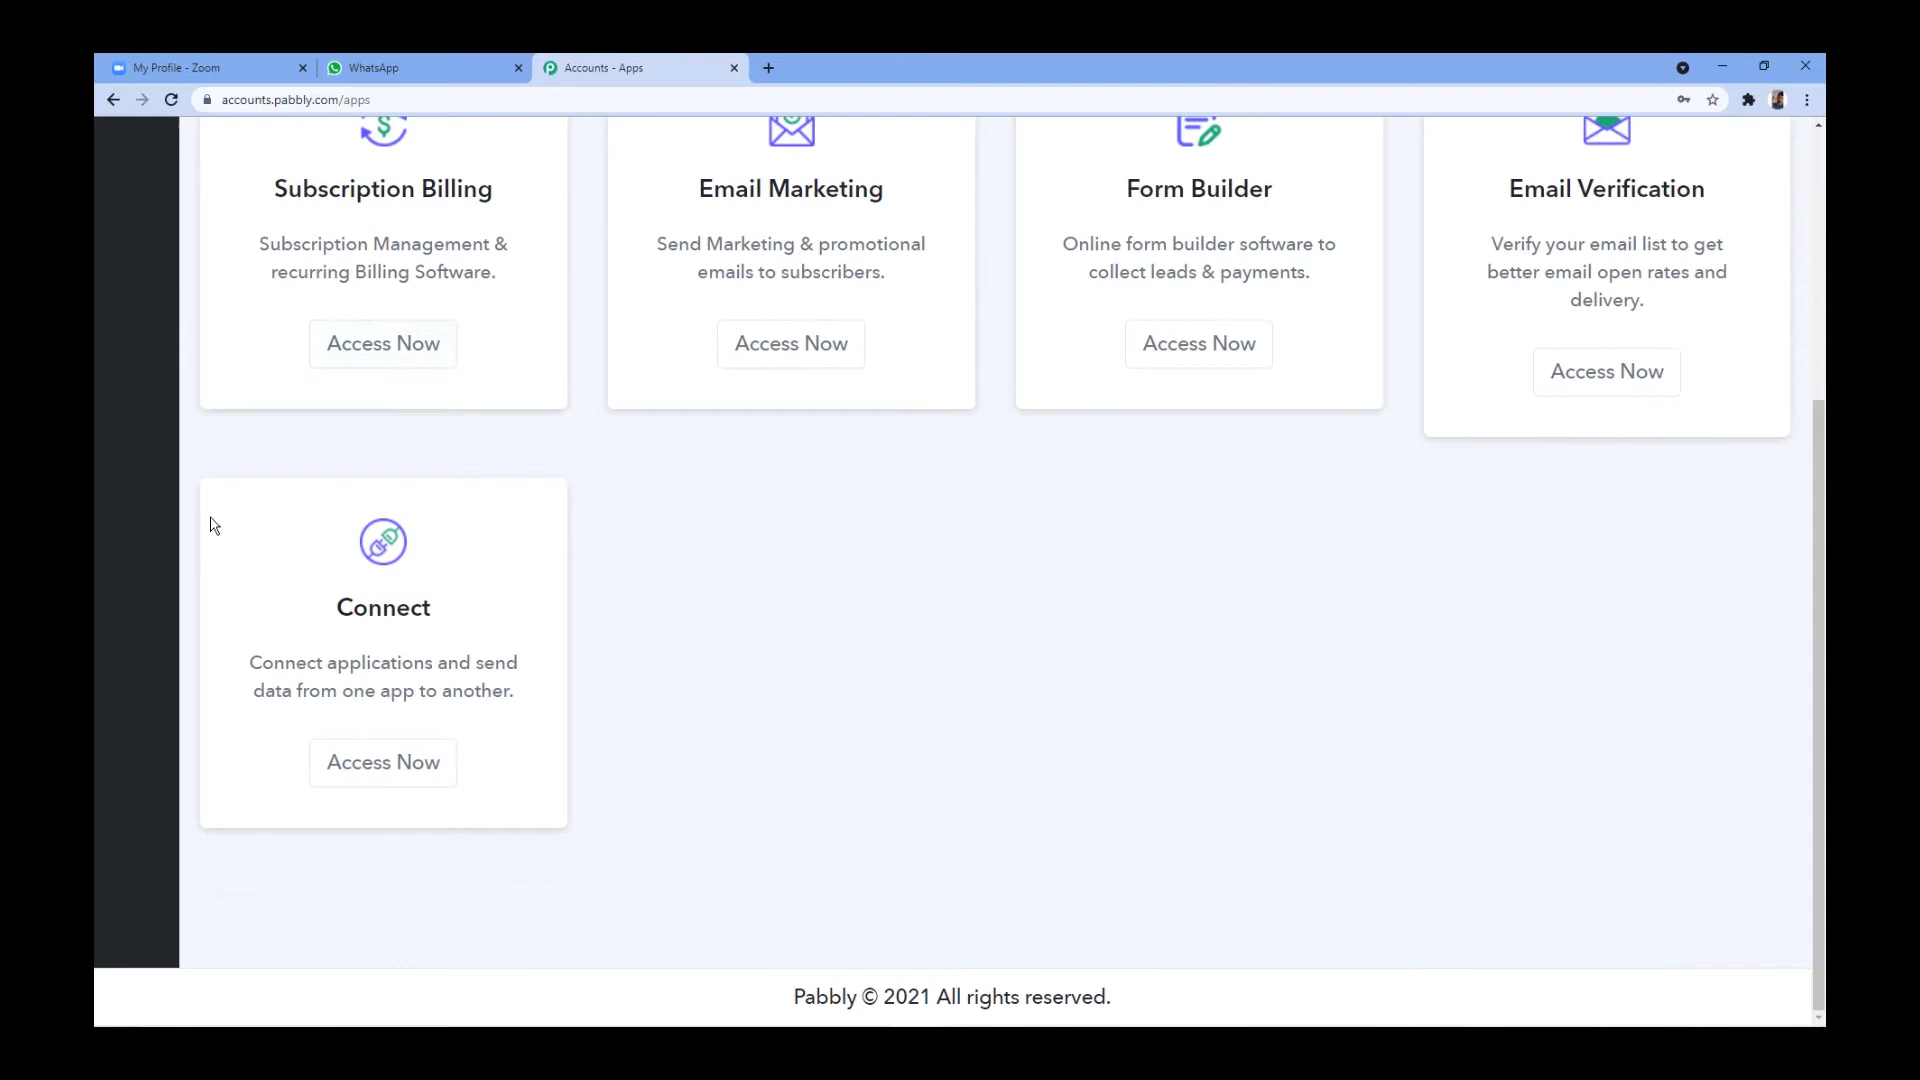 My Profile - Zoom
WhatsApp
Accounts - Apps
accounts.pabbly.com/apps
Subscription Billing
Subscription Management &
recurring Billing Software.
Access Now
Email Marketing
Send Marketing & promotional
emails to subscribers.
Access Now
Form Builder
Online form builder software to
collect leads & payments.
Access Now
Email Verification
Verify your email list to get
better email open rates and
delivery.
Access Now
Connect
Connect applications and send
data from one app to another.
Access Now
Pabbly © 2021 All rights reserved.